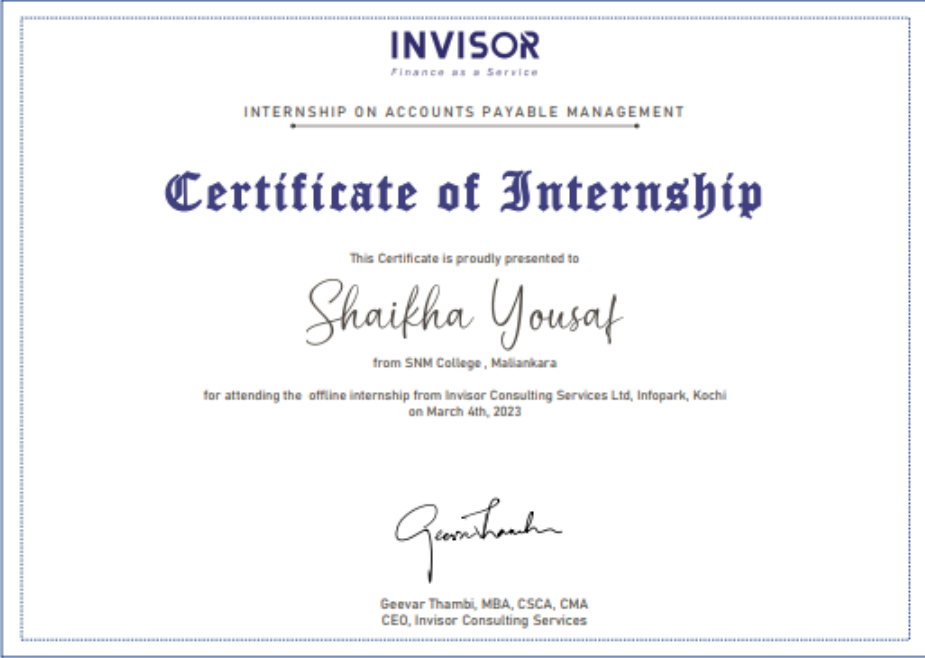 INVISOR
Finance as a Service
INTERNSHIP ON ACCOUNTS PAYABLE MANAGEMENT
Certificate of Internship
This Certificate is proudly presented to
Shaikha Yousaf
from SNM College , Maliankara
for attending the offline internship from Invisor Consulting Services Ltd, Infopark, Kochi
on March 4th, 2023
Geevar Thambi
Geevar Thambi, MBA, CSCA, CMA
CEO, Invisor Consulting Services